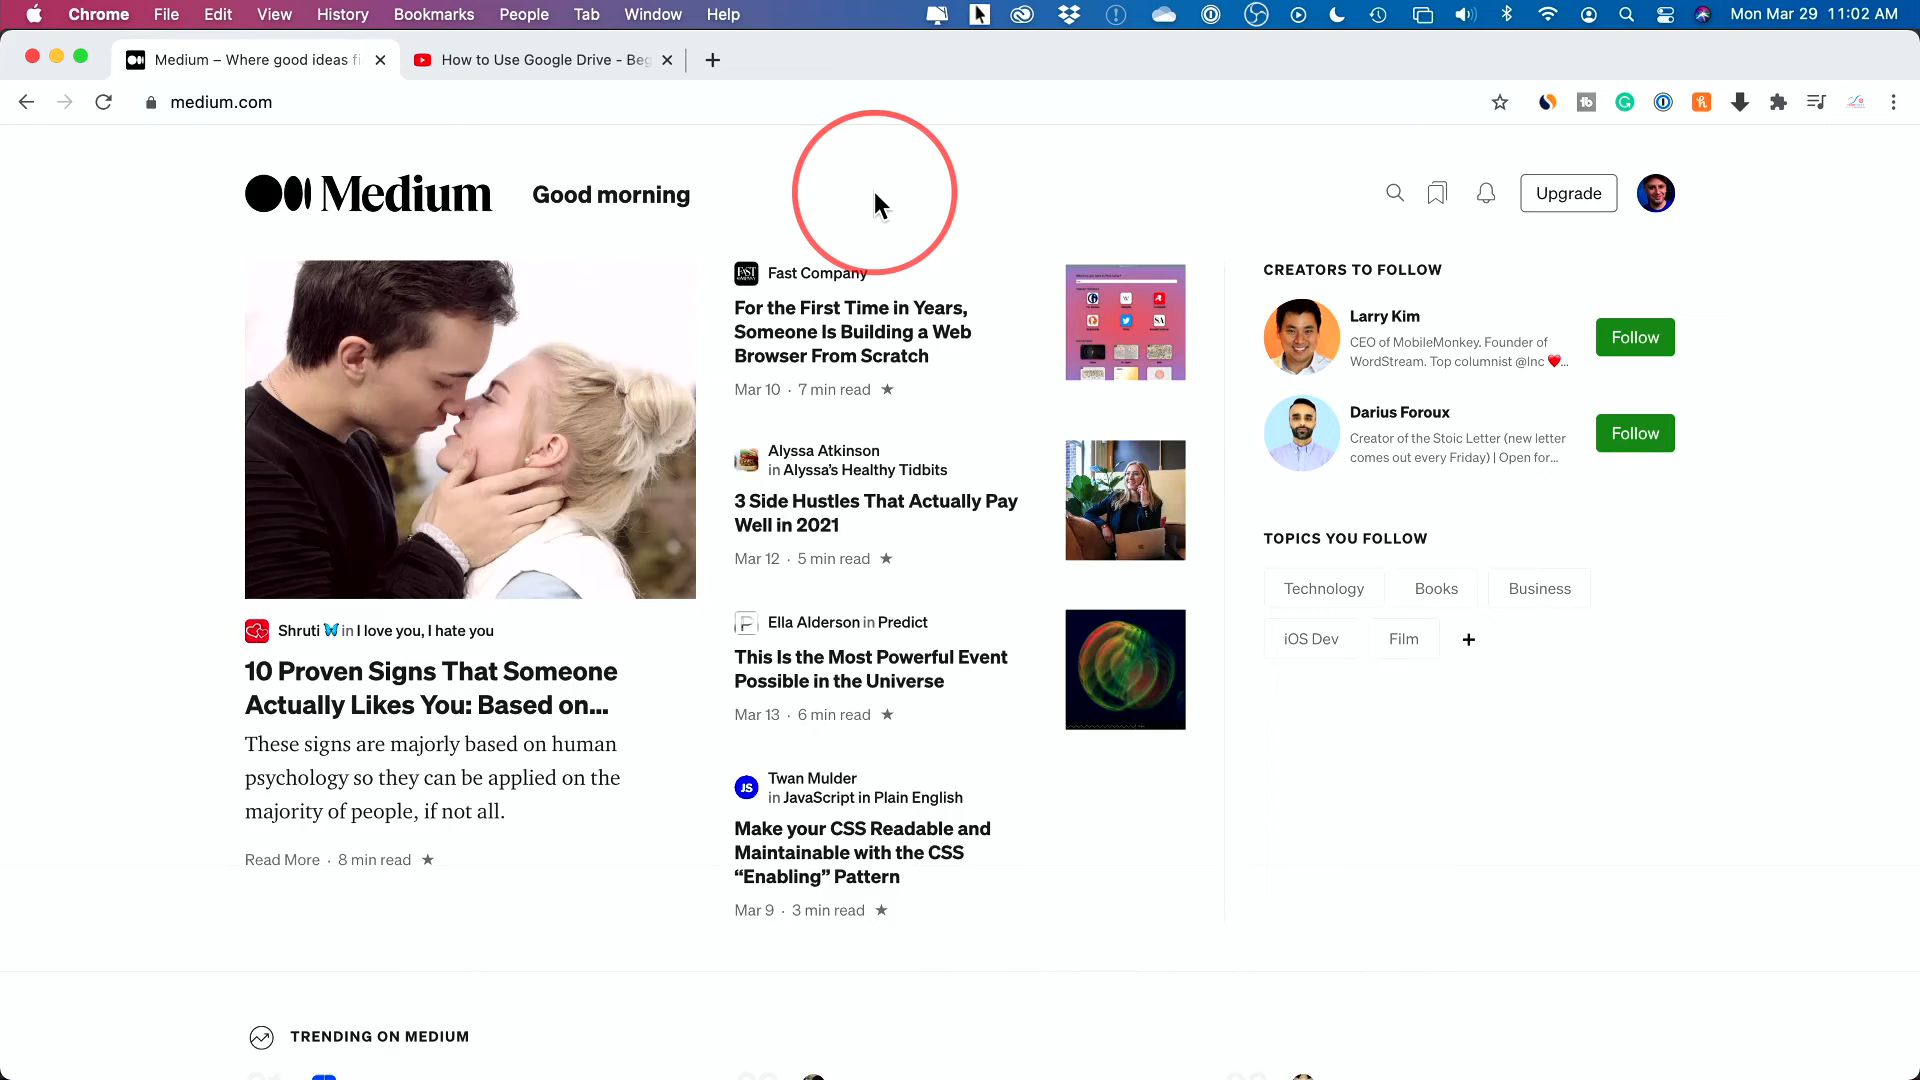 Chrome File Edit View History Bookmarks People Tab Window Help Mon Mar 29 11:02 AM
Medium – Where good ideas fi
How to Use Google Drive - Beg
medium.com
Medium
Good morning
Upgrade
Shruti in I love you, I hate you
10 Proven Signs That Someone
Actually Likes You: Based on...
These signs are majorly based on human
psychology so they can be applied on the
majority of people, if not all.
Read More · 8 min read
Fast Company
For the First Time in Years,
Someone Is Building a Web
Browser From Scratch
Mar 10 · 7 min read
Alyssa Atkinson
in Alyssa's Healthy Tidbits
3 Side Hustles That Actually Pay
Well in 2021
Mar 12 · 5 min read
Ella Alderson in Predict
This Is the Most Powerful Event
Possible in the Universe
Mar 13 · 6 min read
JS
Twan Mulder
in JavaScript in Plain English
Make your CSS Readable and
Maintainable with the CSS
“Enabling” Pattern
Mar 9 · 3 min read
CREATORS TO FOLLOW
Larry Kim
CEO of MobileMonkey. Founder of
WordStream. Top columnist @Inc ❤️...
Follow
Darius Foroux
Creator of the Stoic Letter (new letter
comes out every Friday) | Open for...
Follow
TOPICS YOU FOLLOW
Technology Books Business
iOS Dev Film +
TRENDING ON MEDIUM